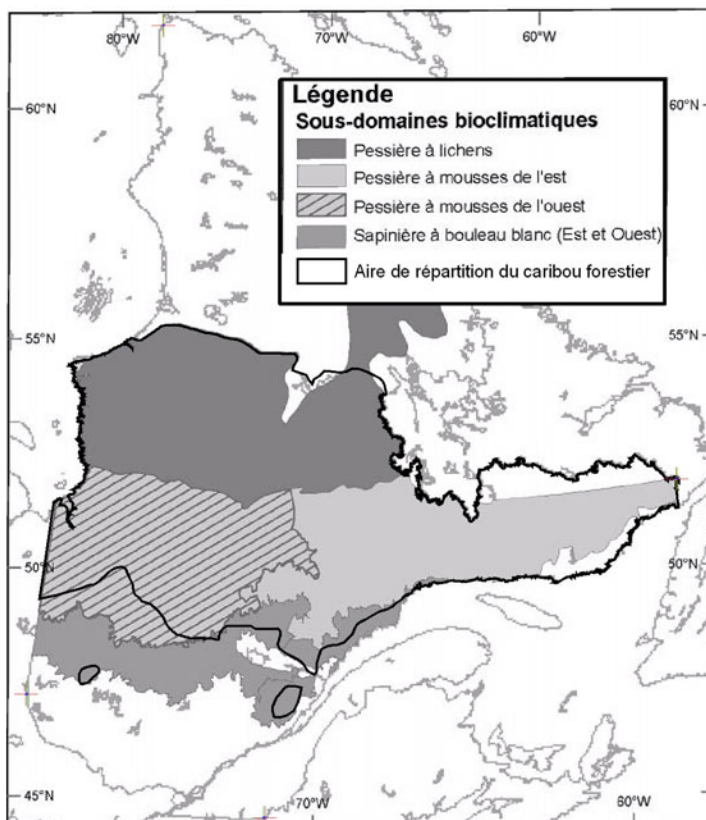 80°W 70°W 60°W
60°N 60°N
Légende
Sous-domaines bioclimatiques
Pessière à lichens
Pessière à mousses de l'est
Pessière à mousses de l'ouest
Sapinière à bouleau blanc (Est et Ouest)
Aire de répartition du caribou forestier
55°N 55°N
50°N 50°N
45°N
70°W 60°W